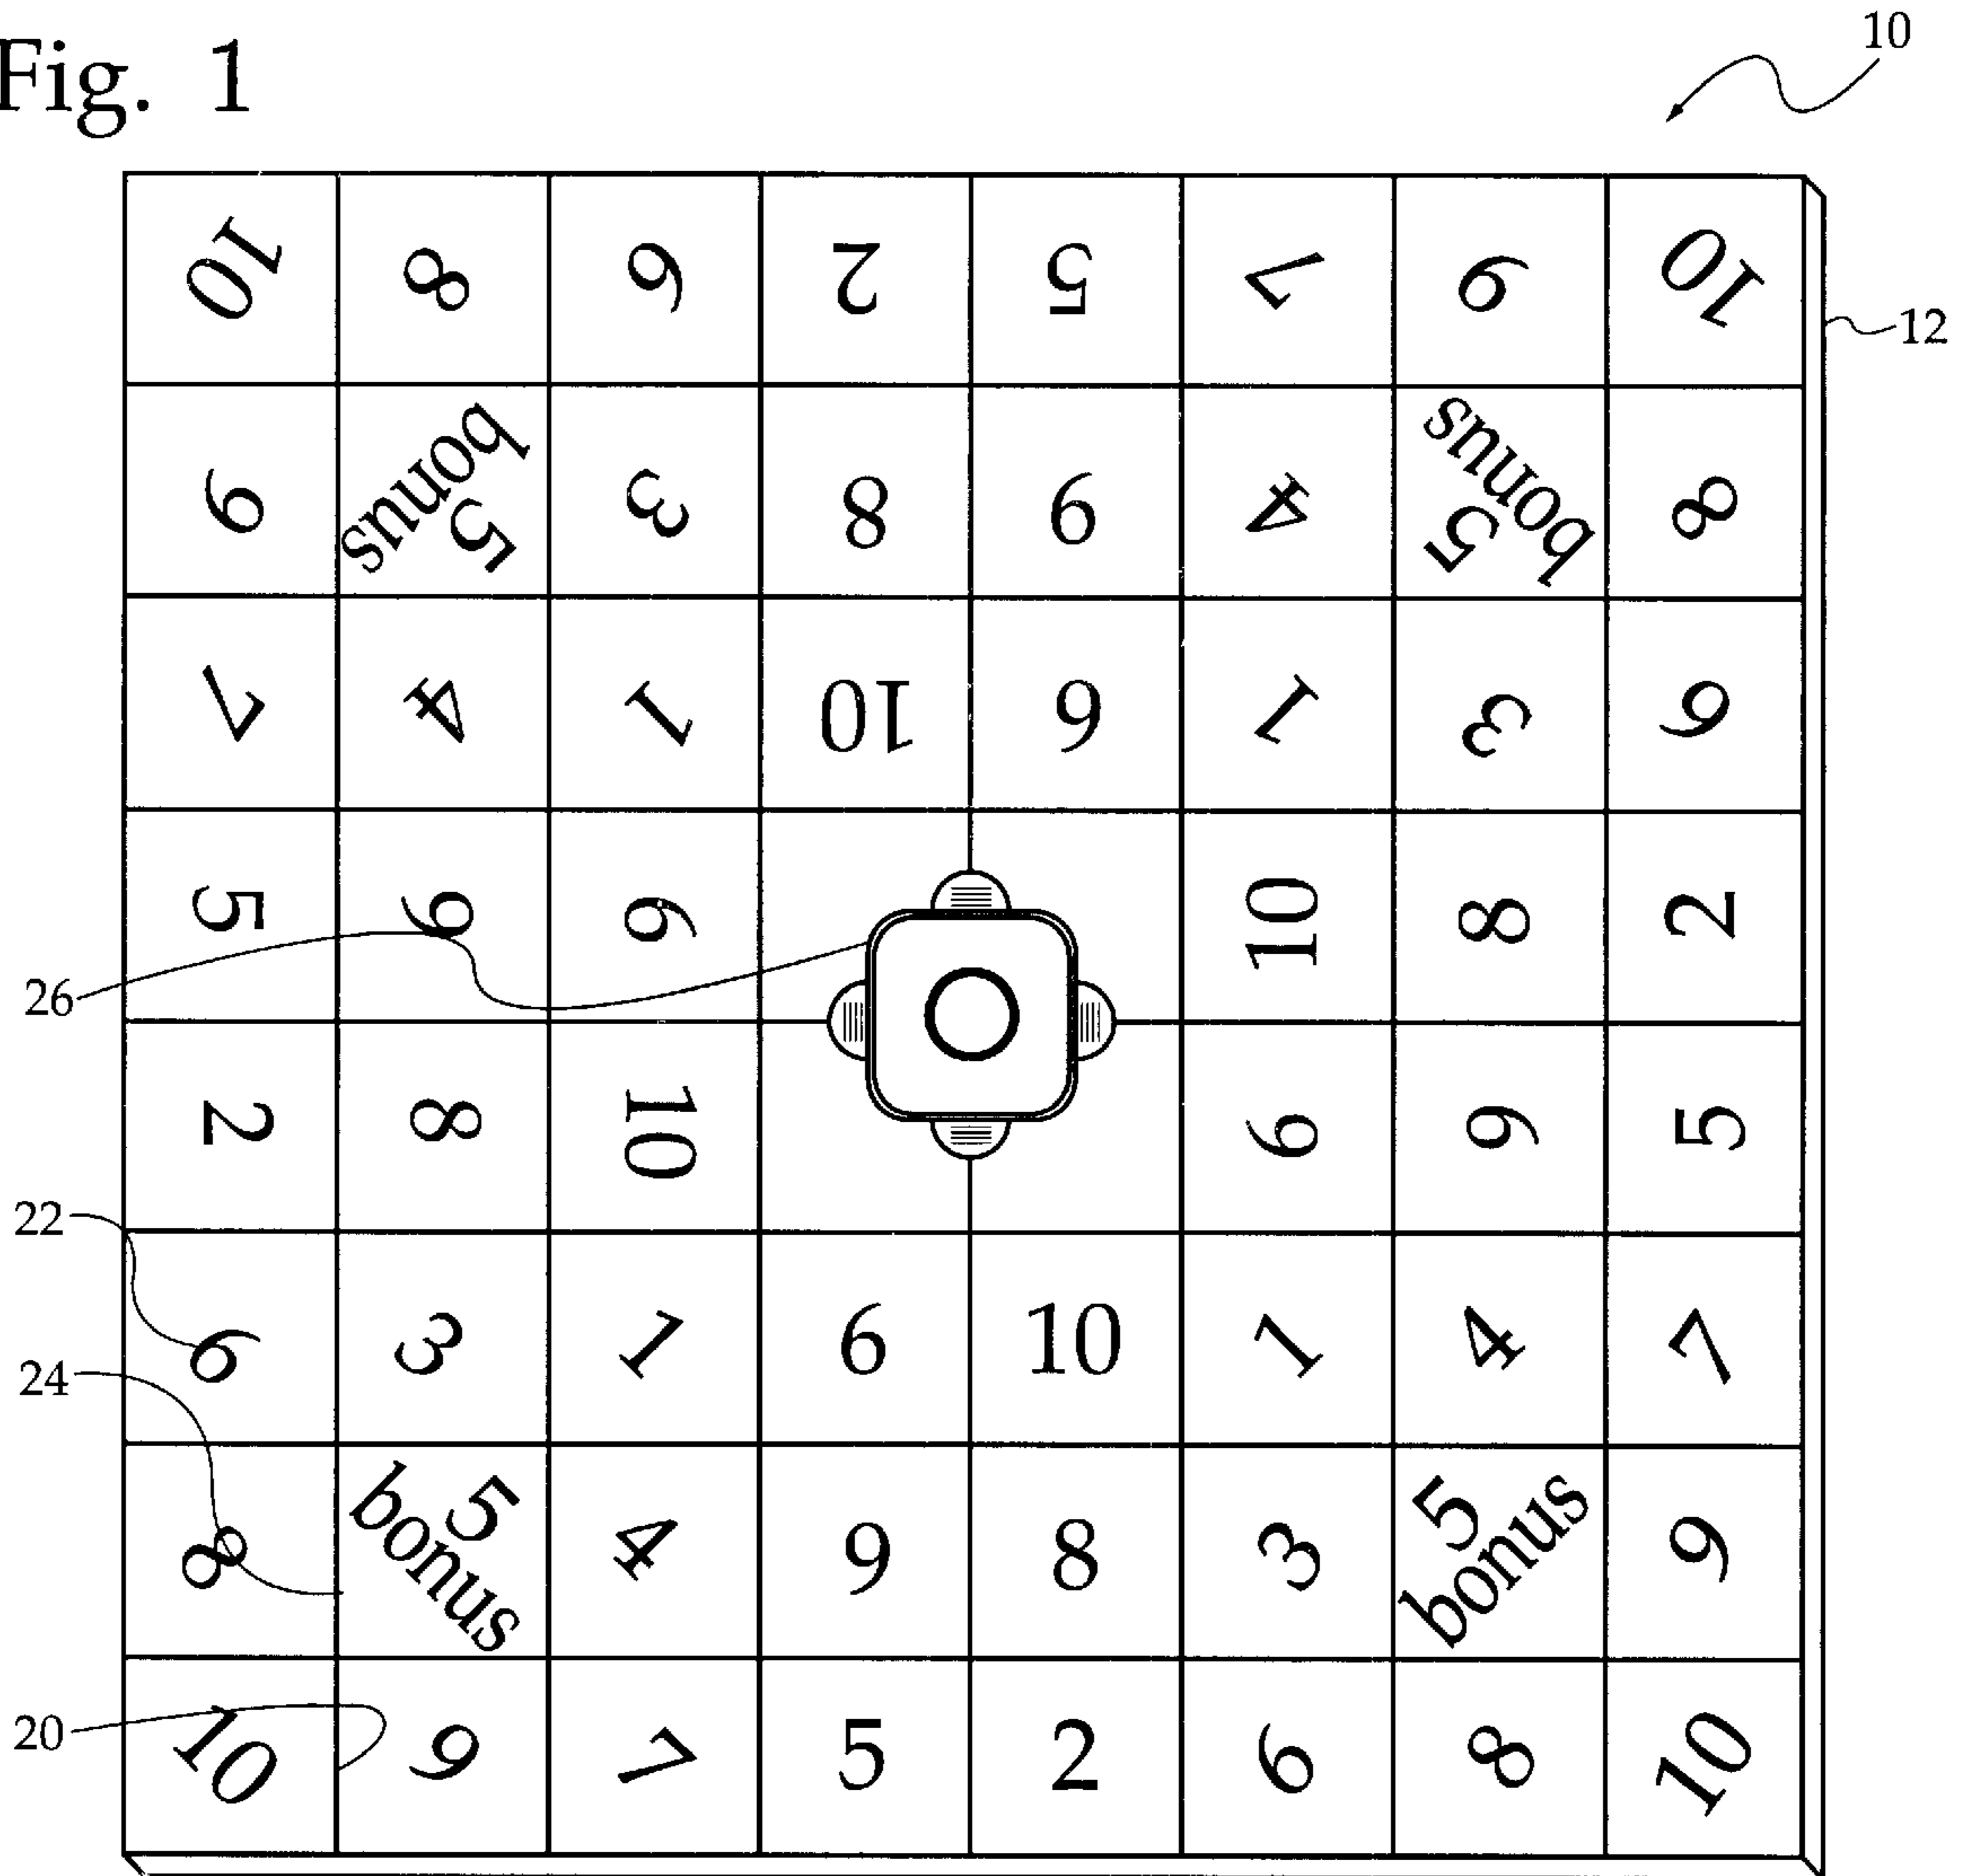 Fig. 1
10
10 8 6 2 5 7 9 10
12
9 5 bonus 3 8 9 4 5 bonus 8
7 4 1 10 6 1 3 6
5 9 6 10 8 2
26
2 8 10 6 9 5
22
6 3 1 6 10 1 4 7
24
8 5 bonus 4 9 8 3 5 bonus 9
20
10 9 7 5 2 6 8 10